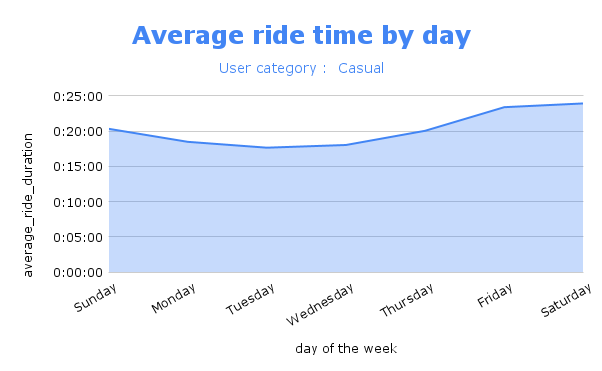 Average ride time by day
User category :  Casual
average_ride_duration
0:25:00
0:20:00
0:15:00
0:10:00
0:05:00
0:00:00
Sunday
Monday
Tuesday
Wednesday
Thursday
Friday
Saturday
day of the week